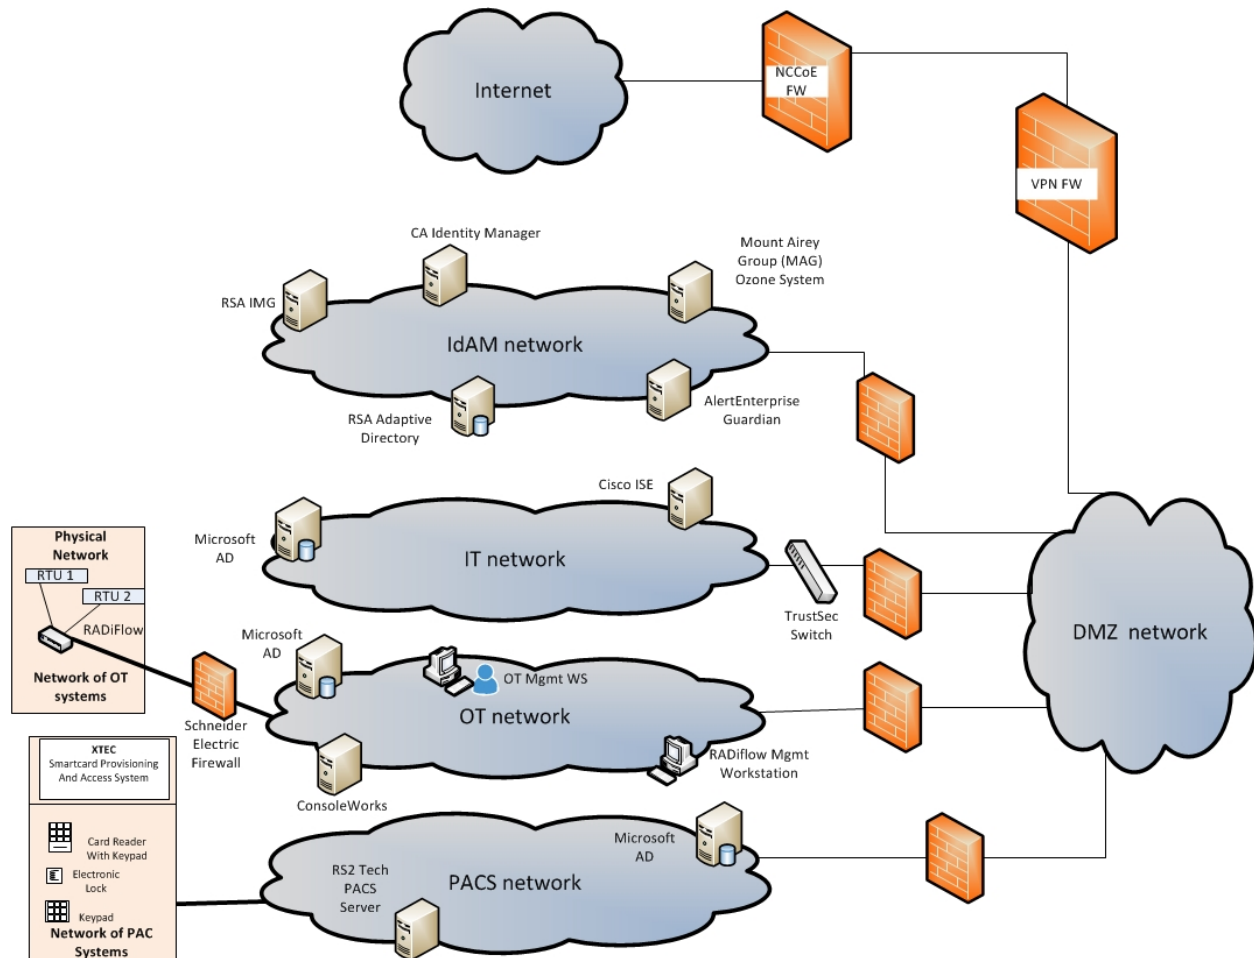 Internet
NCCoE
FW
VPN FW
CA Identity Manager
Mount Airey
Group (MAG)
Ozone System
RSA IMG
IdAM network
RSA Adaptive
Directory
AlertEnterprise
Guardian
Cisco ISE
Microsoft
AD
IT network
TrustSec
Switch
DMZ network
Physical
Network
RTU 1
RTU 2
RADiFlow
Network of OT
systems
Schneider
Electric
Firewall
Microsoft
AD
OT Mgmt WS
OT network
RADiflow Mgmt
Workstation
ConsoleWorks
XTEC
Smartcard Provisioning
And Access System
Card Reader
With Keypad
Electronic
Lock
Keypad
Network of PAC
Systems
Microsoft
AD
RS2 Tech
PACS
Server
PACS network